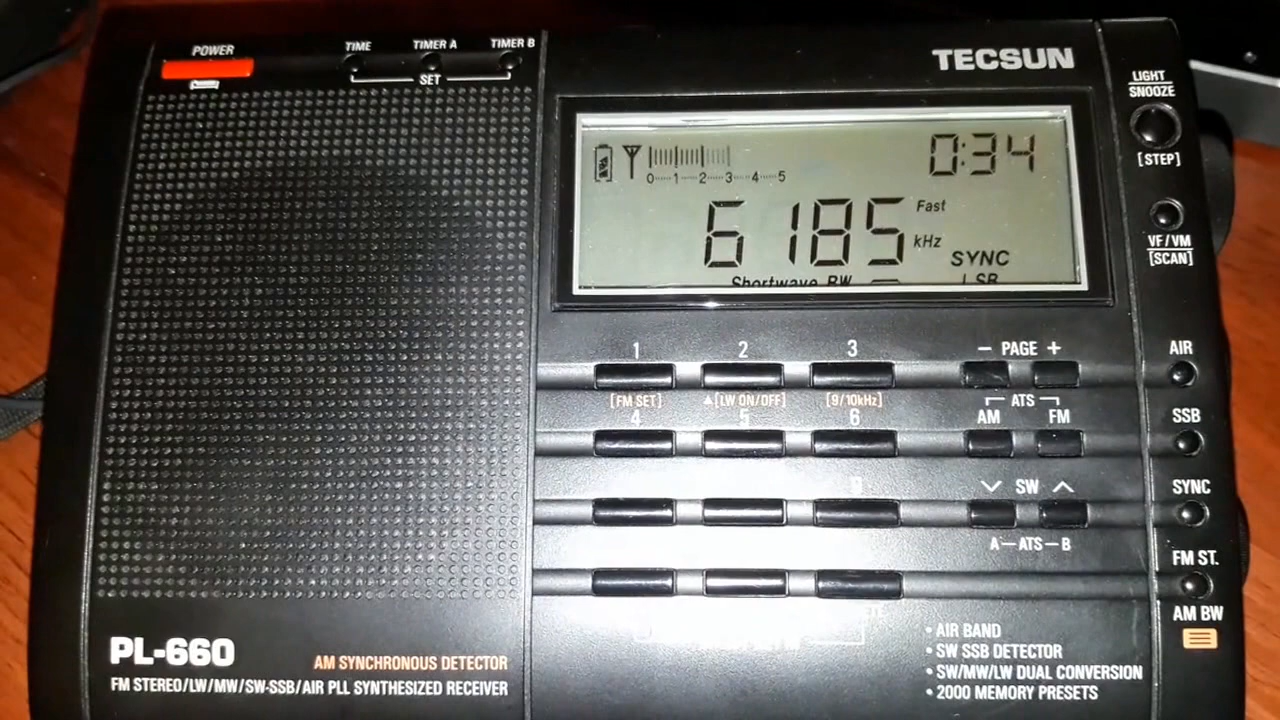 POWER
TIME TIMER A TIMER B
SET
TECSUN
LIGHT
SNOOZE
[STEP]
0:34
0 1 2 3 4 5
6185 Fast
kHz
SYNC
Shortwave BW LSB
VF/VM
[SCAN]
1 2 3 - PAGE + AIR
[FM SET] ▲[LW ON/OFF] [9/10kHz] ATS
4 5 6 AM FM SSB
SW SYNC
A-ATS-B
FM ST.
AM BW
PL-660
AM SYNCHRONOUS DETECTOR
FM STEREO/LW/MW/SW-SSB/AIR PLL SYNTHESIZED RECEIVER
• AIR BAND
• SW SSB DETECTOR
• SW/MW/LW DUAL CONVERSION
• 2000 MEMORY PRESETS